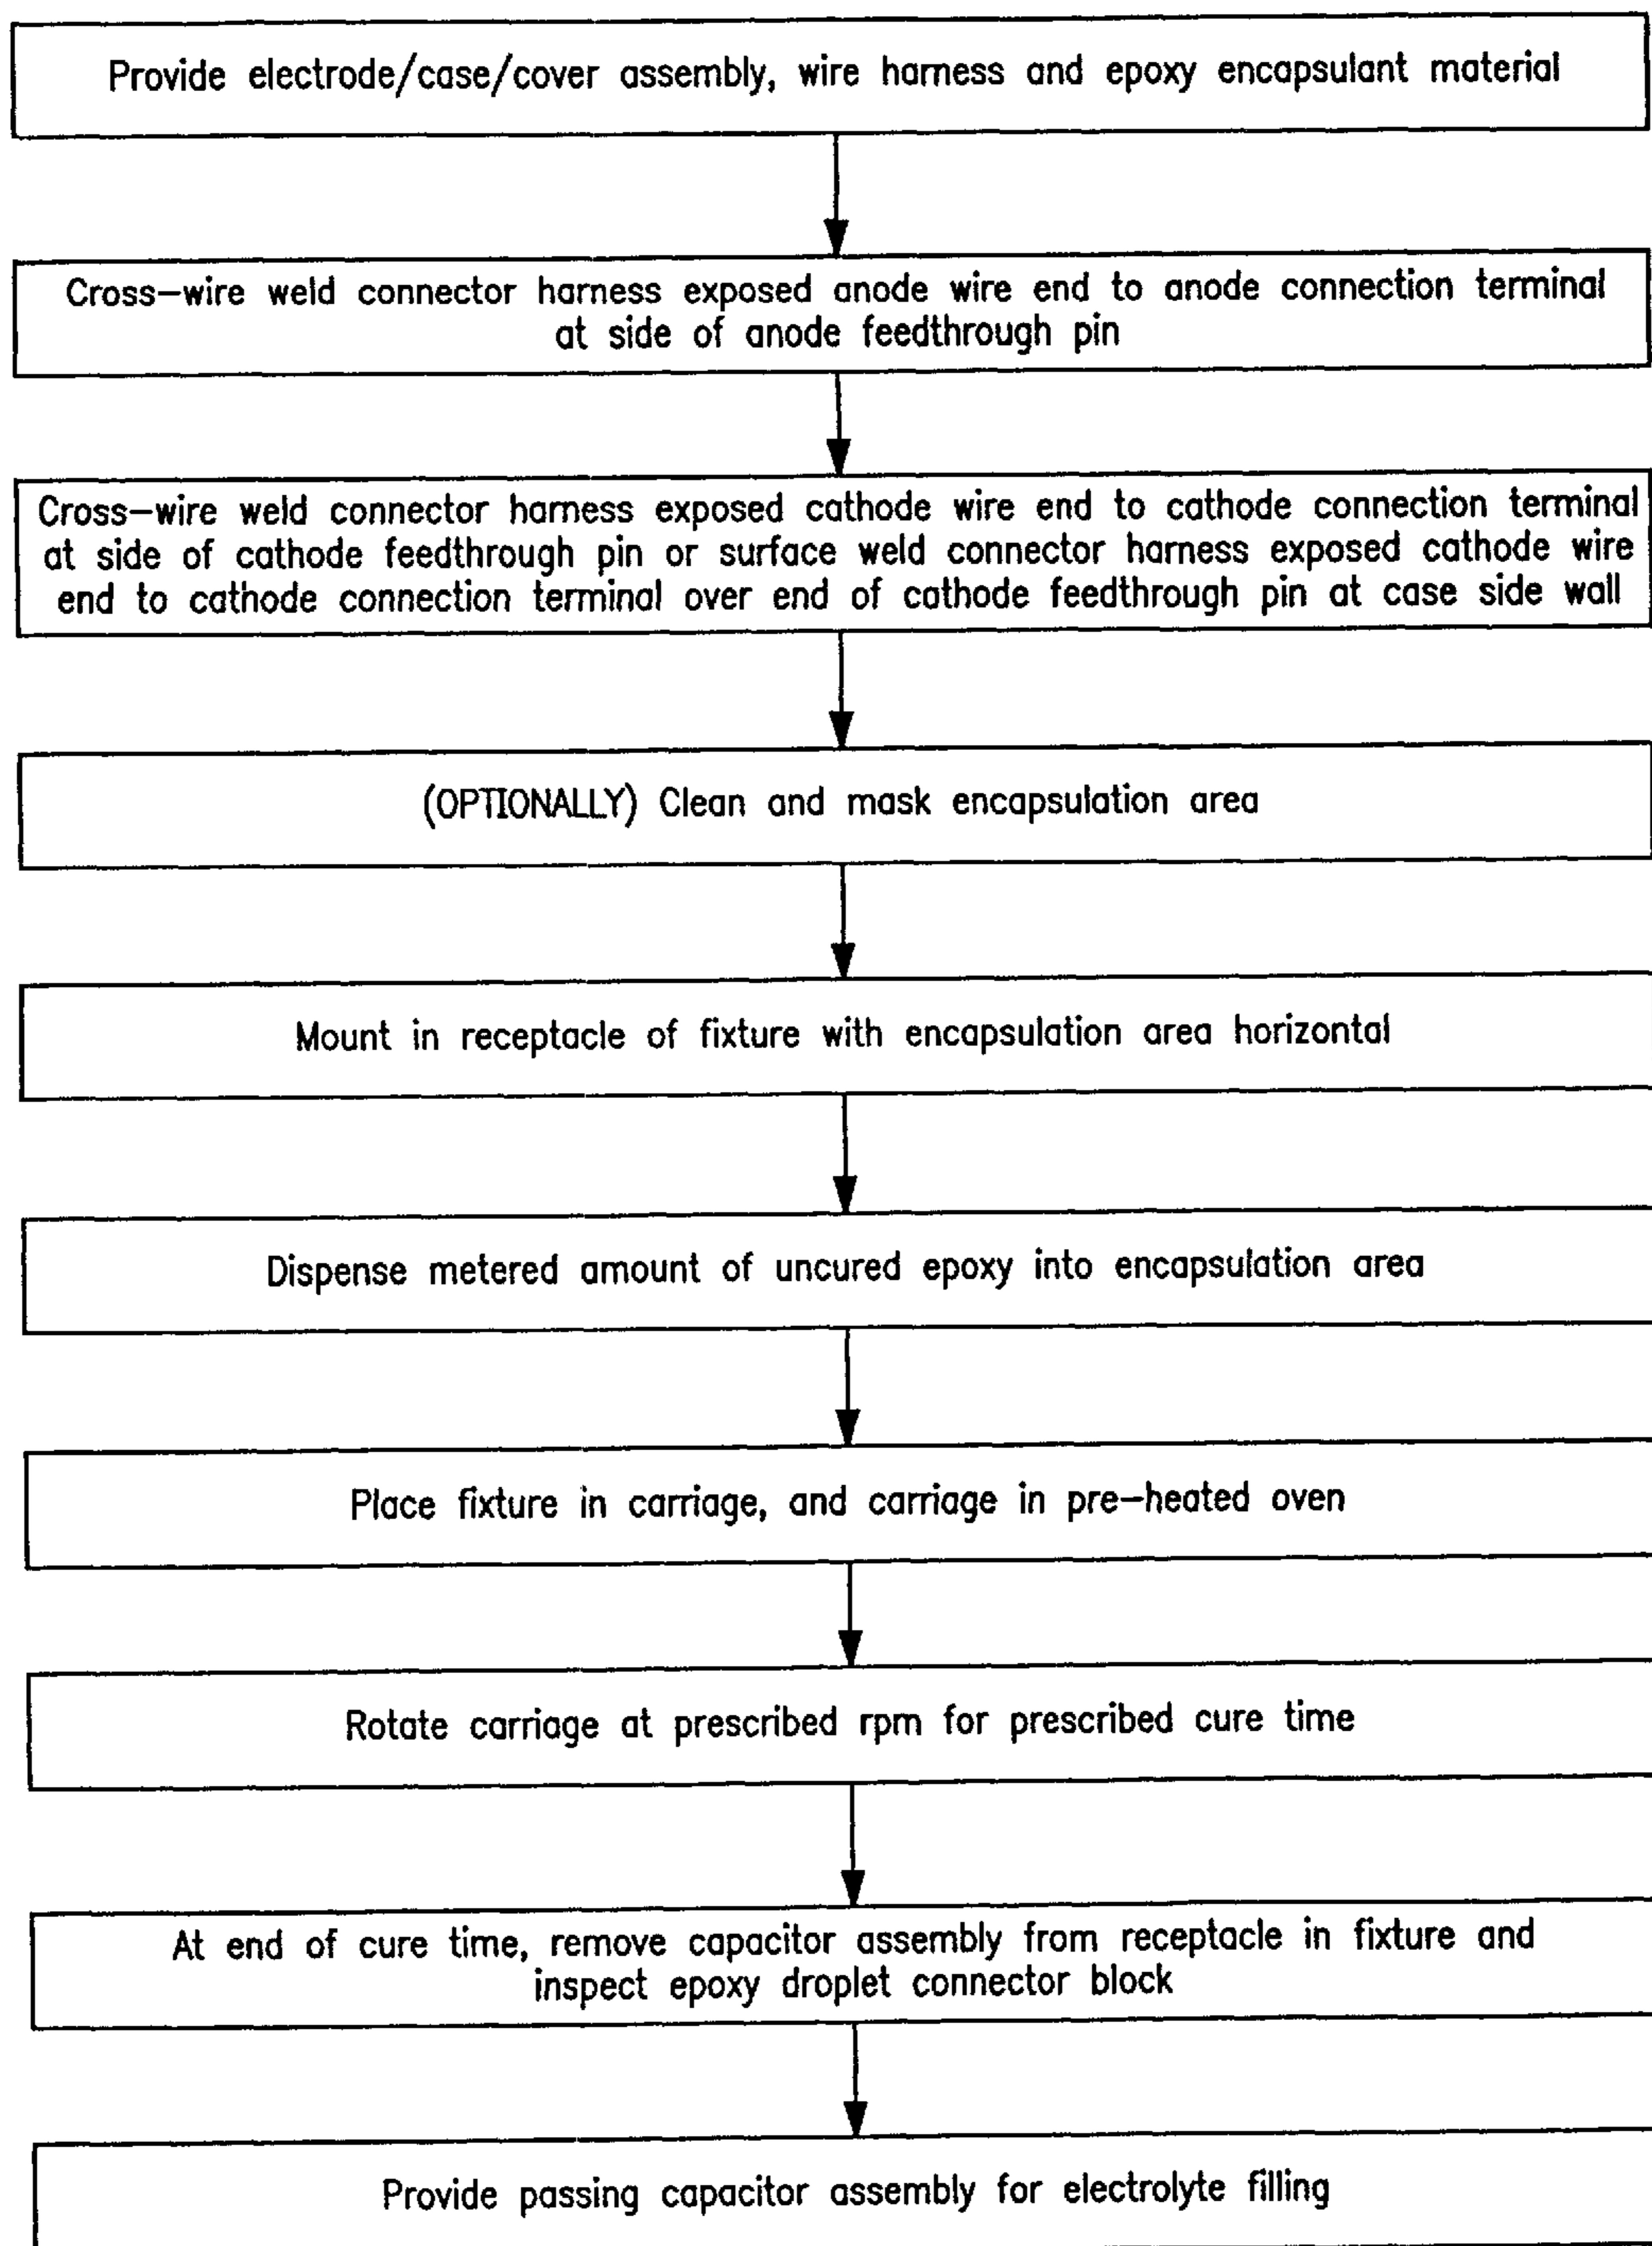 Provide electrode/case/cover assembly, wire harness and epoxy encapsulant material
Cross-wire weld connector harness exposed anode wire end to anode connection terminal
at side of anode feedthrough pin
Cross-wire weld connector harness exposed cathode wire end to cathode connection terminal
at side of cathode feedthrough pin or surface weld connector harness exposed cathode wire
end to cathode connection terminal over end of cathode feedthrough pin at case side wall
(OPTIONALLY) Clean and mask encapsulation area
Mount in receptacle of fixture with encapsulation area horizontal
Dispense metered amount of uncured epoxy into encapsulation area
Place fixture in carriage, and carriage in pre-heated oven
Rotate carriage at prescribed rpm for prescribed cure time
At end of cure time, remove capacitor assembly from receptacle in fixture and
inspect epoxy droplet connector block
Provide passing capacitor assembly for electrolyte filling